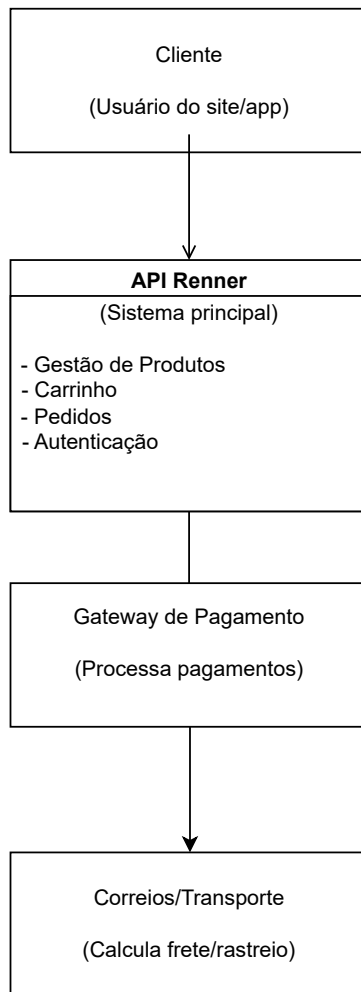 Cliente
(Usuário do site/app)
API Renner
(Sistema principal)
- Gestão de Produtos
- Carrinho
- Pedidos
- Autenticação
Gateway de Pagamento
(Processa pagamentos)
Correios/Transporte
(Calcula frete/rastreio)